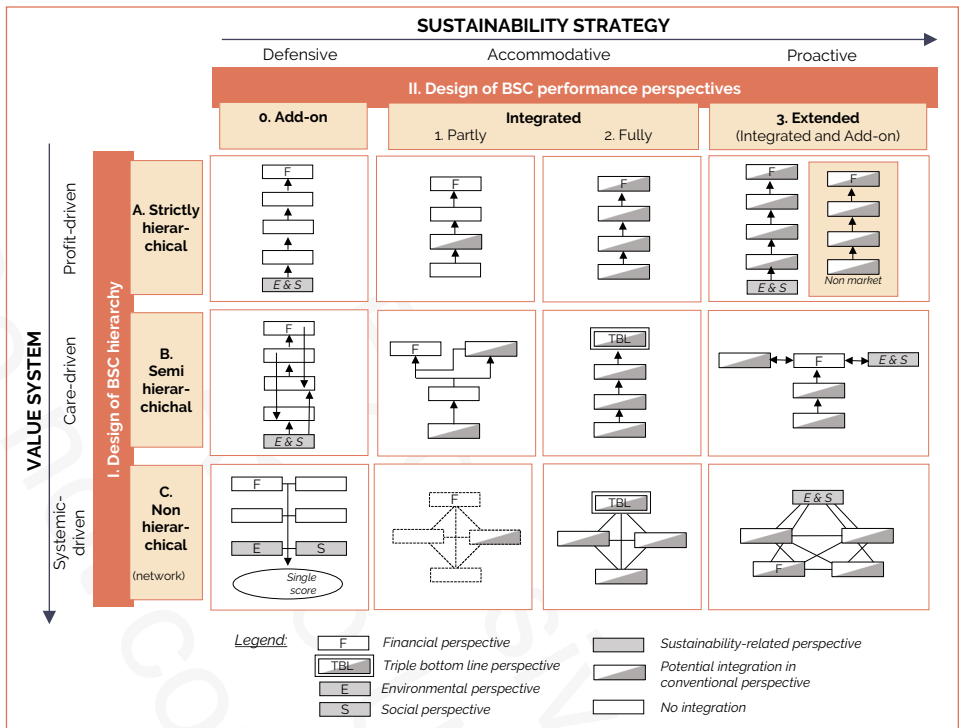 SUSTAINABILITY STRATEGY
Defensive
Accommodative
Proactive
II. Design of BSC performance perspectives
0. Add-on
Integrated
1. Partly
2. Fully
3. Extended
(Integrated and Add-on)
VALUE SYSTEM
Profit-driven
Care-driven
Systemic-
driven
I. Design of BSC hierarchy
A. Strictly
hierar-
chical
F
E & S
F
F
F
E & S
F
Non market
B.
Semi
hierar-
chichal
F
E & S
F
TBL
F
E & S
C.
Non
hierar-
chical
(network)
F
E
S
Single
score
F
TBL
E & S
F
Legend:
F
Financial perspective
TBL
Triple bottom line perspective
E
Environmental perspective
S
Social perspective
Sustainability-related perspective
Potential integration in
conventional perspective
No integration